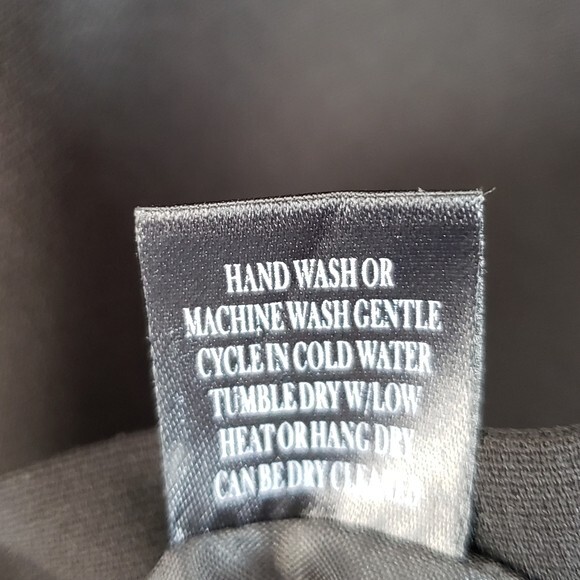 HAND WASH OR
MACHINE WASH GENTLE
CYCLE IN COLD WATER
TUMBLE DRY W/LOW
HEAT OR HANG DRY
CAN BE DRY CLEANED